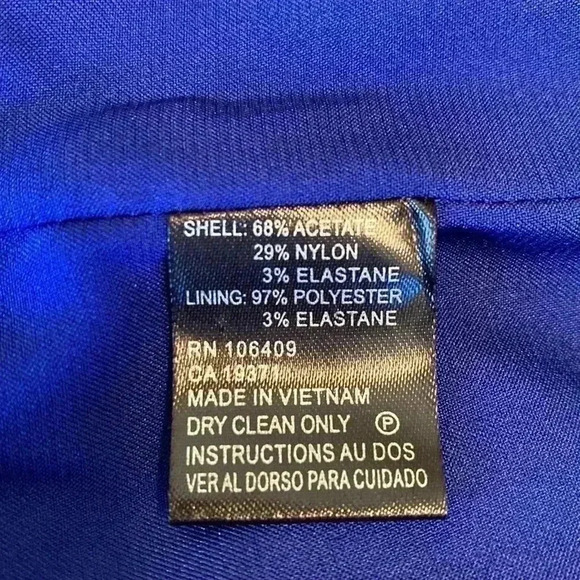 SHELL: 68% ACETATE
29% NYLON
3% ELASTANE
LINING: 97% POLYESTER
3% ELASTANE
RN 106409
CA 19371
MADE IN VIETNAM
DRY CLEAN ONLY Ⓟ
INSTRUCTIONS AU DOS
VER AL DORSO PARA CUIDADO